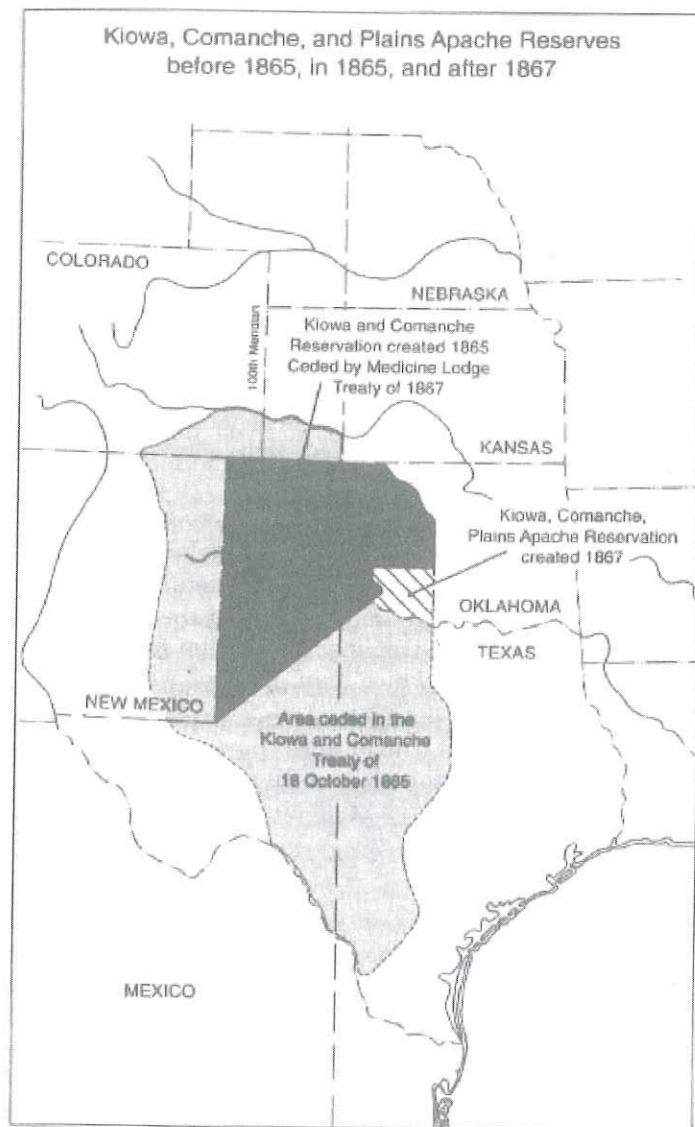 Kiowa, Comanche, and Plains Apache Reserves
before 1865, in 1865, and after 1867
COLORADO
NEBRASKA
100th Meridian
Kiowa and Comanche
Reservation created 1865
Ceded by Medicine Lodge
Treaty of 1867
KANSAS
Kiowa, Comanche,
Plains Apache Reservation
created 1867
OKLAHOMA
TEXAS
NEW MEXICO
Area ceded in the
Kiowa and Comanche
Treaty of
18 October 1865
MEXICO